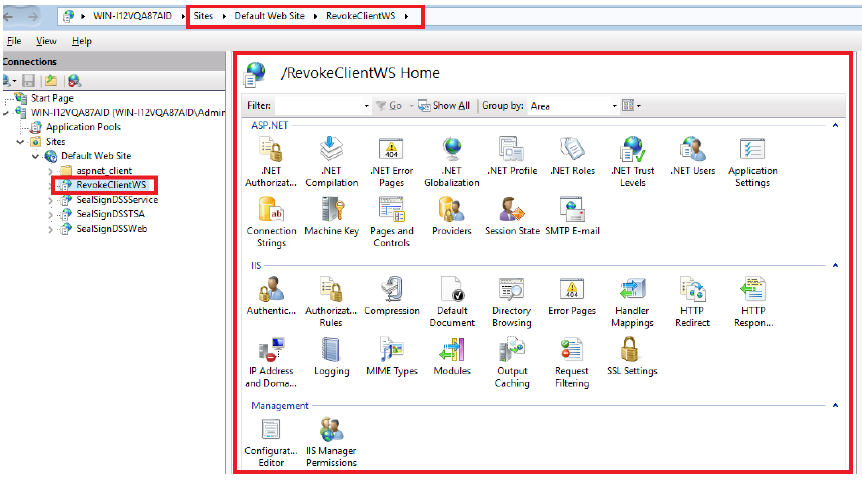 WIN-I12VQA87AID Sites Default Web Site RevokeClientWS
File View Help
Connections
Start Page
WIN-I12VQA87AID (WIN-I12VQA87AID\Admin
Application Pools
Sites
Default Web Site
aspnet_client
RevokeClientWS
SealSignDSSService
SealSignDSSTSA
SealSignDSSWeb
/RevokeClientWS Home
Filter: Go Show All Group by: Area
ASP.NET
.NET .NET .NET Error .NET .NET Profile .NET Roles .NET Trust .NET Users Application
Authorizat... Compilation Pages Globalization Levels Settings
Connection Machine Key Pages and Providers Session State SMTP E-mail
Strings Controls
IIS
Authentic... Authorizat... Compression Default Directory Error Pages Handler HTTP HTTP
Rules Document Browsing Mappings Redirect Respon...
IP Address Logging MIME Types Modules Output Request SSL Settings
and Doma... Caching Filtering
Management
Configurat... IIS Manager
Editor Permissions